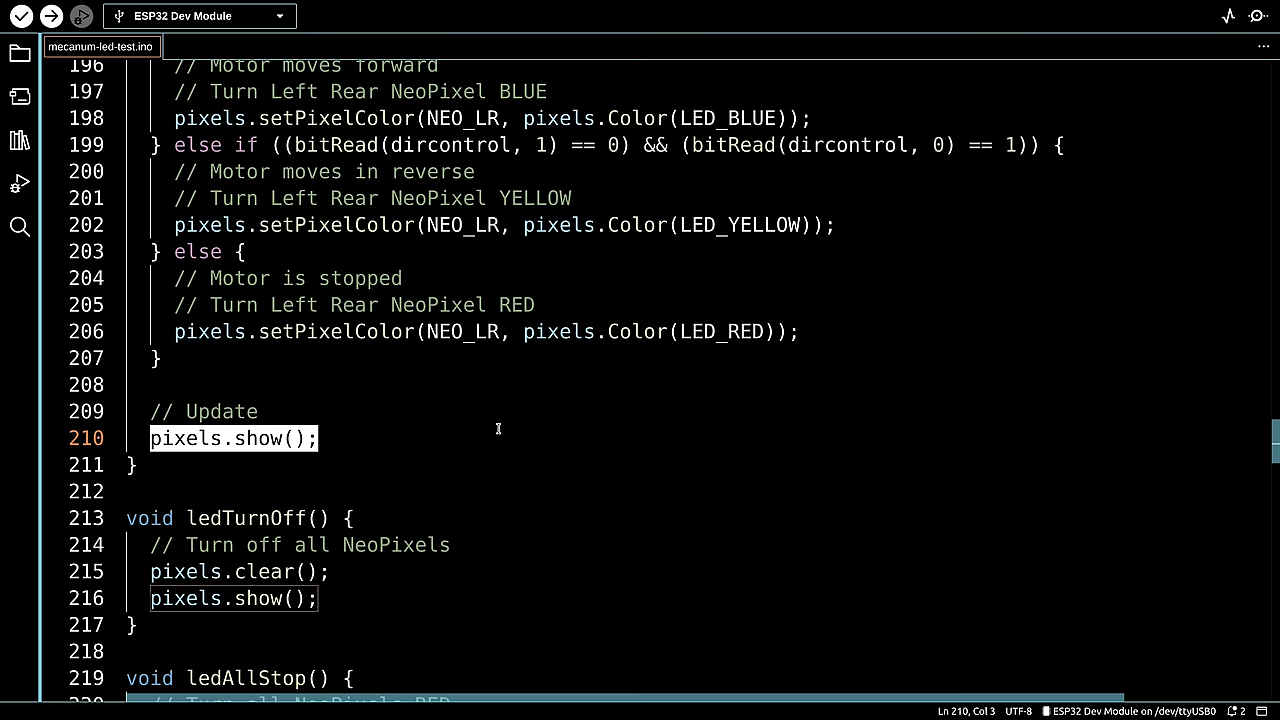 ESP32 Dev Module
mecanum-led-test.ino
196 // Motor moves forward
197 // Turn Left Rear NeoPixel BLUE
198 pixels.setPixelColor(NEO_LR, pixels.Color(LED_BLUE));
199 } else if ((bitRead(dircontrol, 1) == 0) && (bitRead(dircontrol, 0) == 1)) {
200 // Motor moves in reverse
201 // Turn Left Rear NeoPixel YELLOW
202 pixels.setPixelColor(NEO_LR, pixels.Color(LED_YELLOW));
203 } else {
204 // Motor is stopped
205 // Turn Left Rear NeoPixel RED
206 pixels.setPixelColor(NEO_LR, pixels.Color(LED_RED));
207 }
208
209 // Update
210 pixels.show();
211 }
212
213 void ledTurnOff() {
214 // Turn off all NeoPixels
215 pixels.clear();
216 pixels.show();
217 }
218
219 void ledAllStop() {
220 // Turn all NeoPixels RED
Ln 210, Col 3 UTF-8 ESP32 Dev Module on /dev/ttyUSB0 2